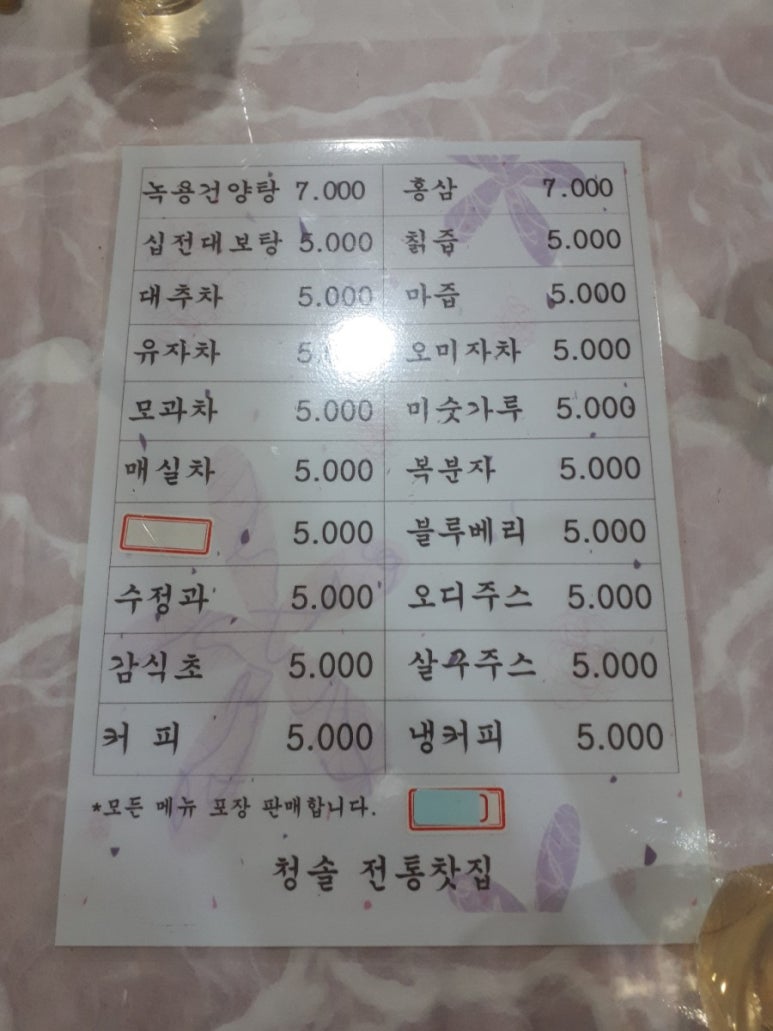 녹용건양탕 7.000 홍삼 7.000
십전대보탕 5.000 칡즙 5.000
대추차 5.000 마즙 5.000
유자차 오미자차 5.000
모과차 5.000 미숫가루 5.000
매실차 5.000 복분자 5.000
5.000 블루베리 5.000
수정과 5.000 오디주스 5.000
감식초 5.000 살구주스 5.000
커 피 5.000 냉커피 5.000
*모든 메뉴 포장 판매합니다.
청솔 전통찻집